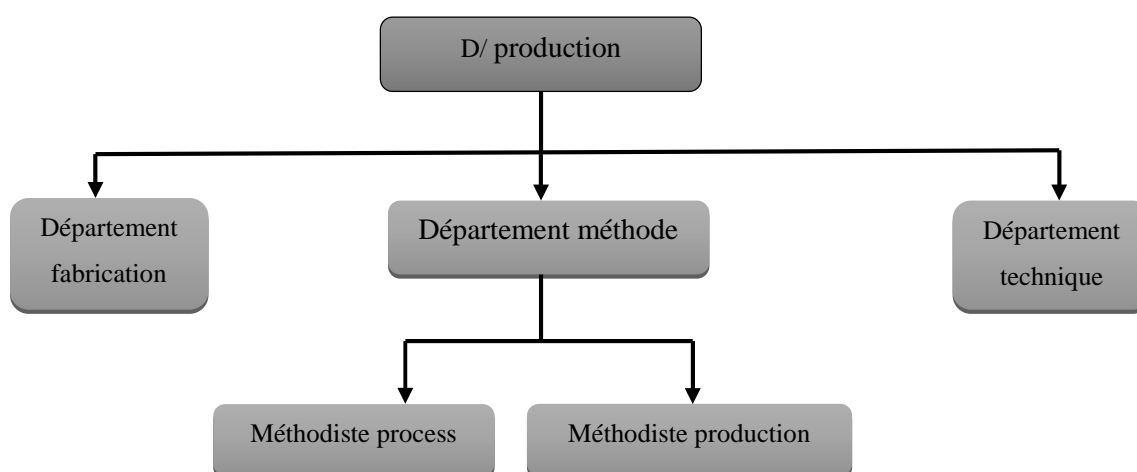 D/ production
Département
fabrication
Département méthode
Département
technique
Méthodiste process
Méthodiste production